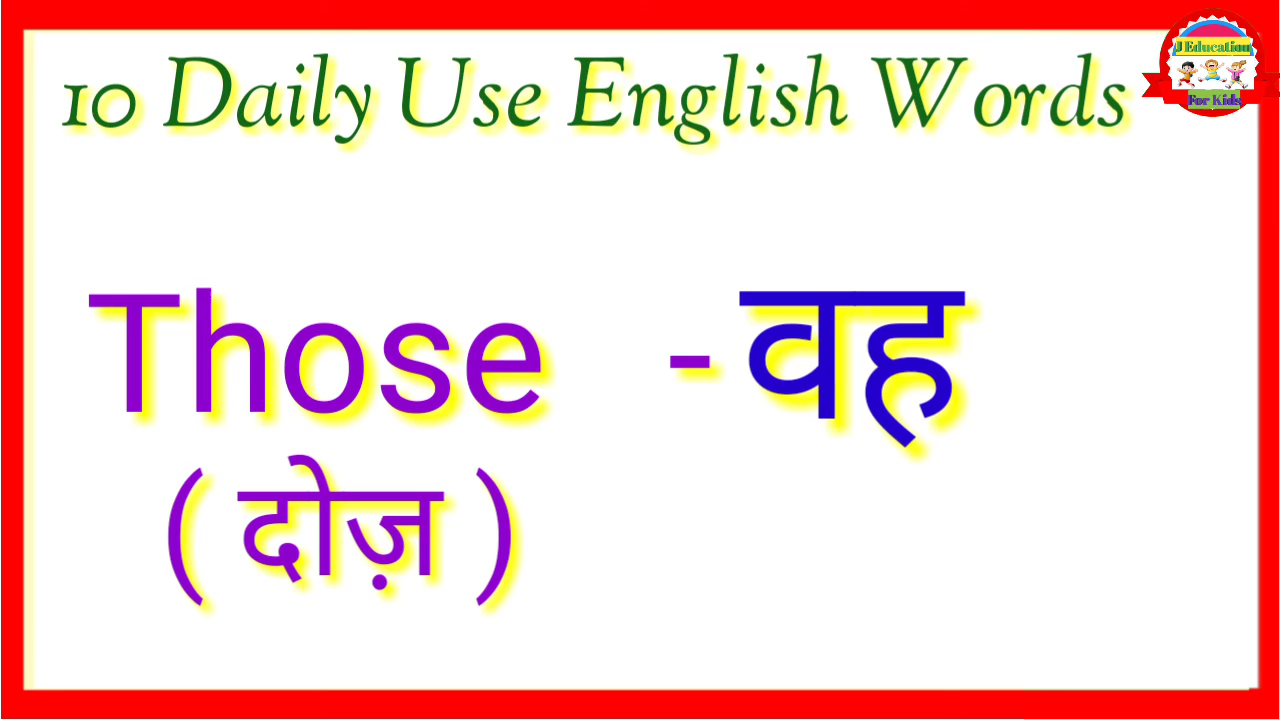 10 Daily Use English Words
J Education
For Kids
Those - वह
( दोज़ )